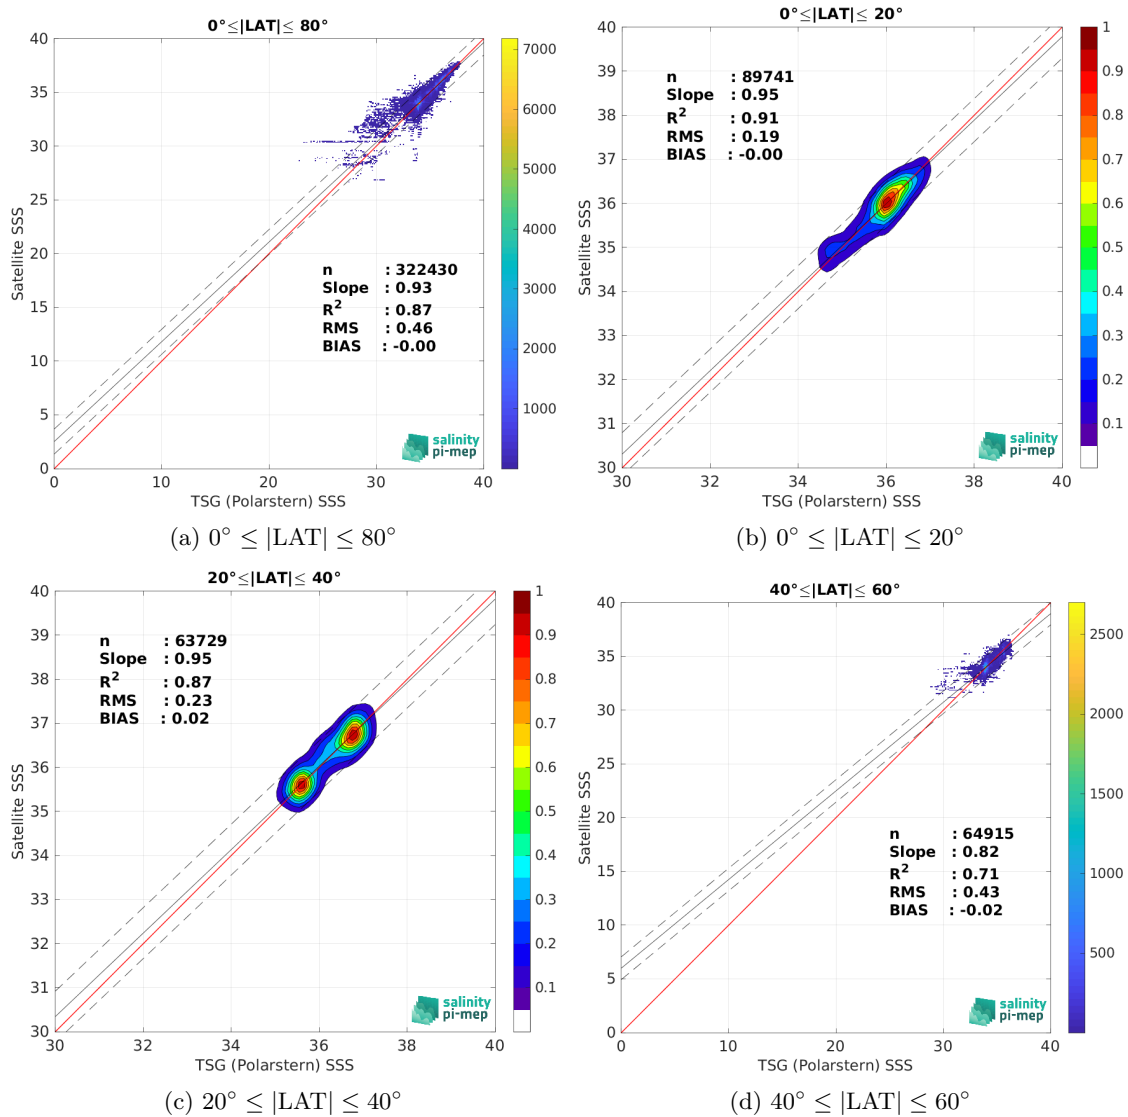 0°≤|LAT|≤ 80°
40
35
30
25
20
15
10
5
0
Satellite SSS
n : 322430
Slope : 0.93
R² : 0.87
RMS : 0.46
BIAS : -0.00
salinity
pi-mep
0 10 20 30 40
TSG (Polarstern) SSS
7000
6000
5000
4000
3000
2000
1000
(a) 0° ≤ |LAT| ≤ 80°
0°≤|LAT|≤ 20°
40
39
38
37
36
35
34
33
32
31
30
Satellite SSS
n : 89741
Slope : 0.95
R² : 0.91
RMS : 0.19
BIAS : -0.00
salinity
pi-mep
30 32 34 36 38 40
TSG (Polarstern) SSS
1
0.9
0.8
0.7
0.6
0.5
0.4
0.3
0.2
0.1
(b) 0° ≤ |LAT| ≤ 20°
20°≤|LAT|≤ 40°
40
39
38
37
36
35
34
33
32
31
30
Satellite SSS
n : 63729
Slope : 0.95
R² : 0.87
RMS : 0.23
BIAS : 0.02
salinity
pi-mep
30 32 34 36 38 40
TSG (Polarstern) SSS
1
0.9
0.8
0.7
0.6
0.5
0.4
0.3
0.2
0.1
(c) 20° ≤ |LAT| ≤ 40°
40°≤|LAT|≤ 60°
40
35
30
25
20
15
10
5
0
Satellite SSS
n : 64915
Slope : 0.82
R² : 0.71
RMS : 0.43
BIAS : -0.02
salinity
pi-mep
0 10 20 30 40
TSG (Polarstern) SSS
2500
2000
1500
1000
500
(d) 40° ≤ |LAT| ≤ 60°